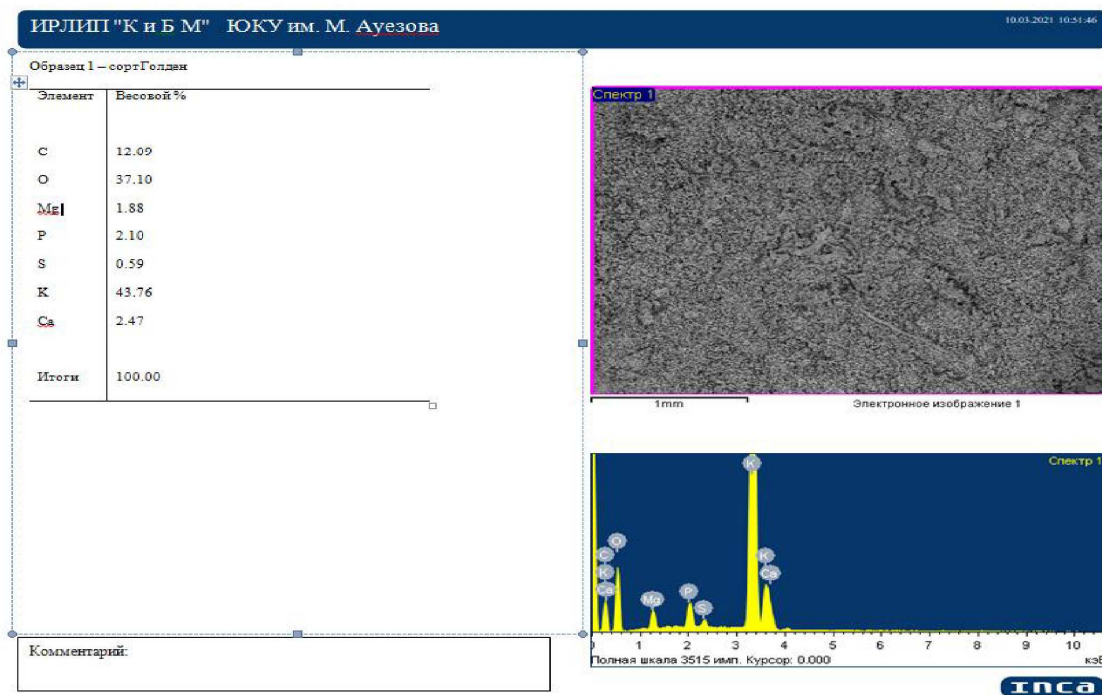 ИРЛИП "К и Б М" ЮКУ им. М. Ауезова
10.03.2021 10:51:46
Образец 1 – сортГолден
Элемент Весовой %
C 12.09
O 37.10
Mg 1.88
P 2.10
S 0.59
K 43.76
Ca 2.47
Итоги 100.00
Комментарий:
Спектр 1
1mm Электронное изображение 1
Спектр 1
K
O
C
K
Ca
Mg
P
S
K
Ca
0 1 2 3 4 5 6 7 8 9 10
Полная шкала 3515 имп. Курсор: 0.000 кэВ
INCA